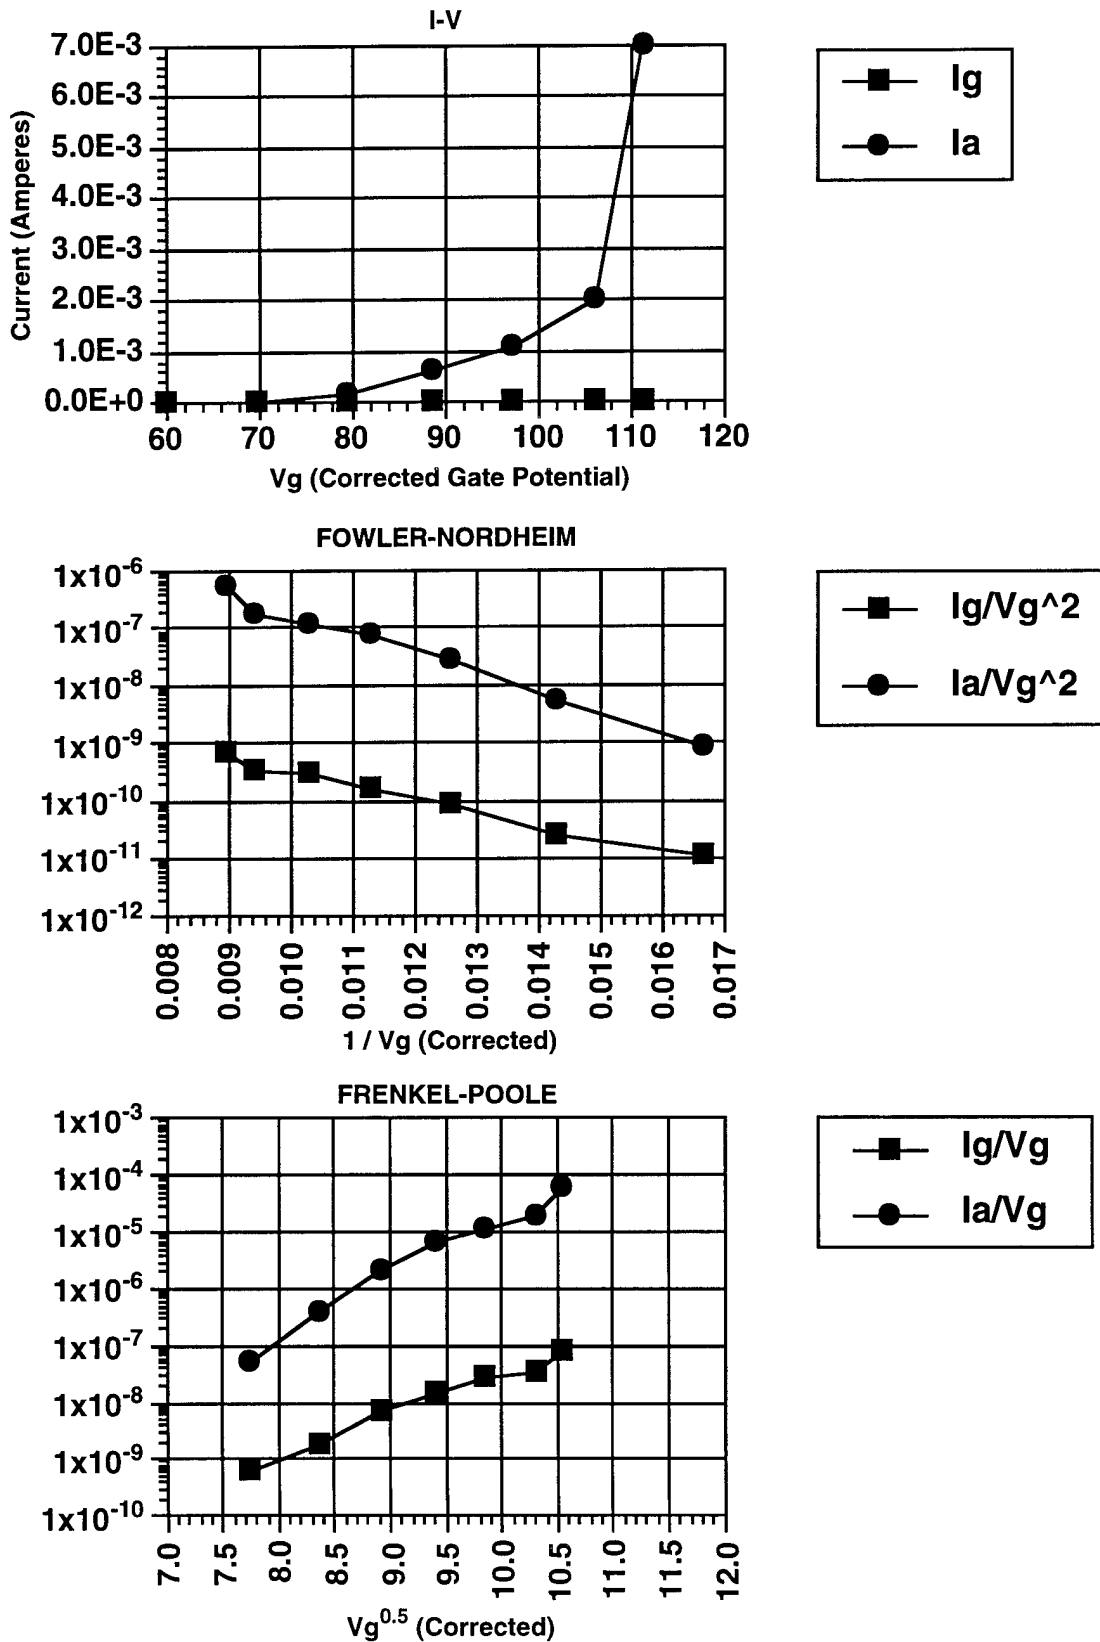 I-V
7.0E-3
6.0E-3
5.0E-3
4.0E-3
3.0E-3
2.0E-3
1.0E-3
0.0E+0
Current (Amperes)
60 70 80 90 100 110 120
Vg (Corrected Gate Potential)
Ig
Ia
FOWLER-NORDHEIM
1x10^-6
1x10^-7
1x10^-8
1x10^-9
1x10^-10
1x10^-11
1x10^-12
0.008 0.009 0.010 0.011 0.012 0.013 0.014 0.015 0.016 0.017
1 / Vg (Corrected)
Ig/Vg^2
Ia/Vg^2
FRENKEL-POOLE
1x10^-3
1x10^-4
1x10^-5
1x10^-6
1x10^-7
1x10^-8
1x10^-9
1x10^-10
7.0 7.5 8.0 8.5 9.0 9.5 10.0 10.5 11.0 11.5 12.0
Vg^0.5 (Corrected)
Ig/Vg
Ia/Vg